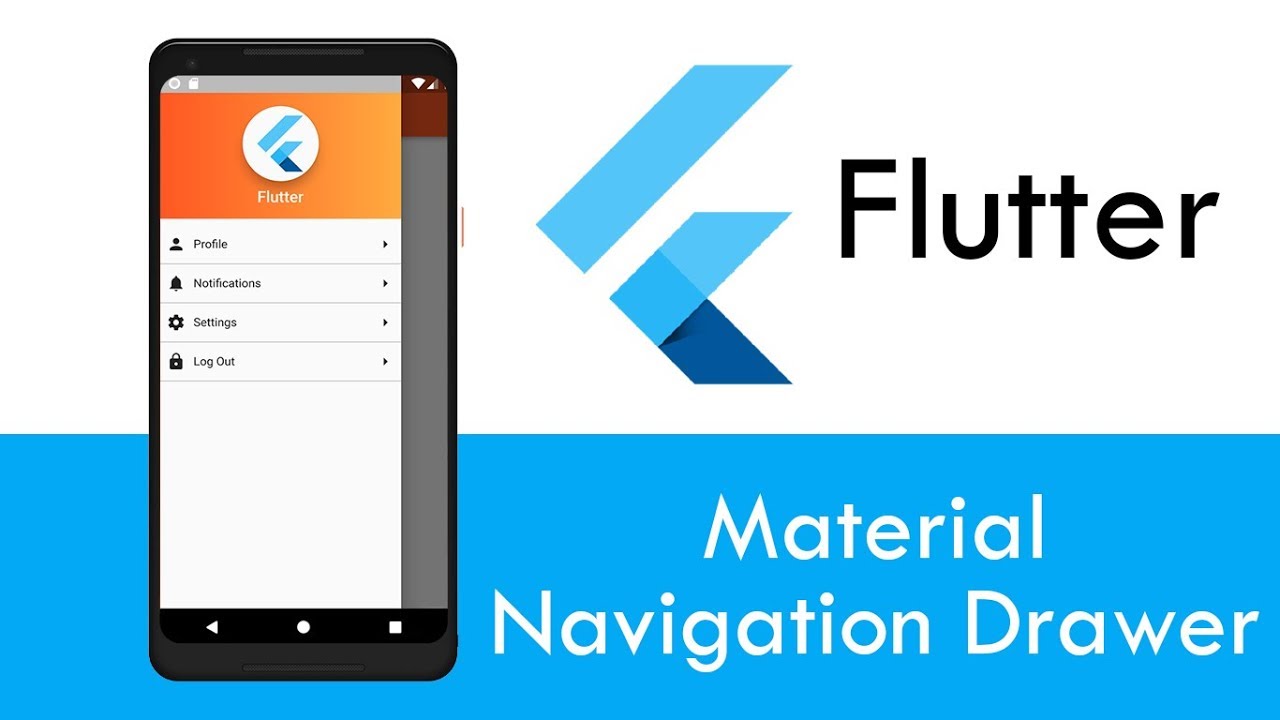 Flutter
Profile
Notifications
Settings
Log Out
Flutter
Material
Navigation Drawer